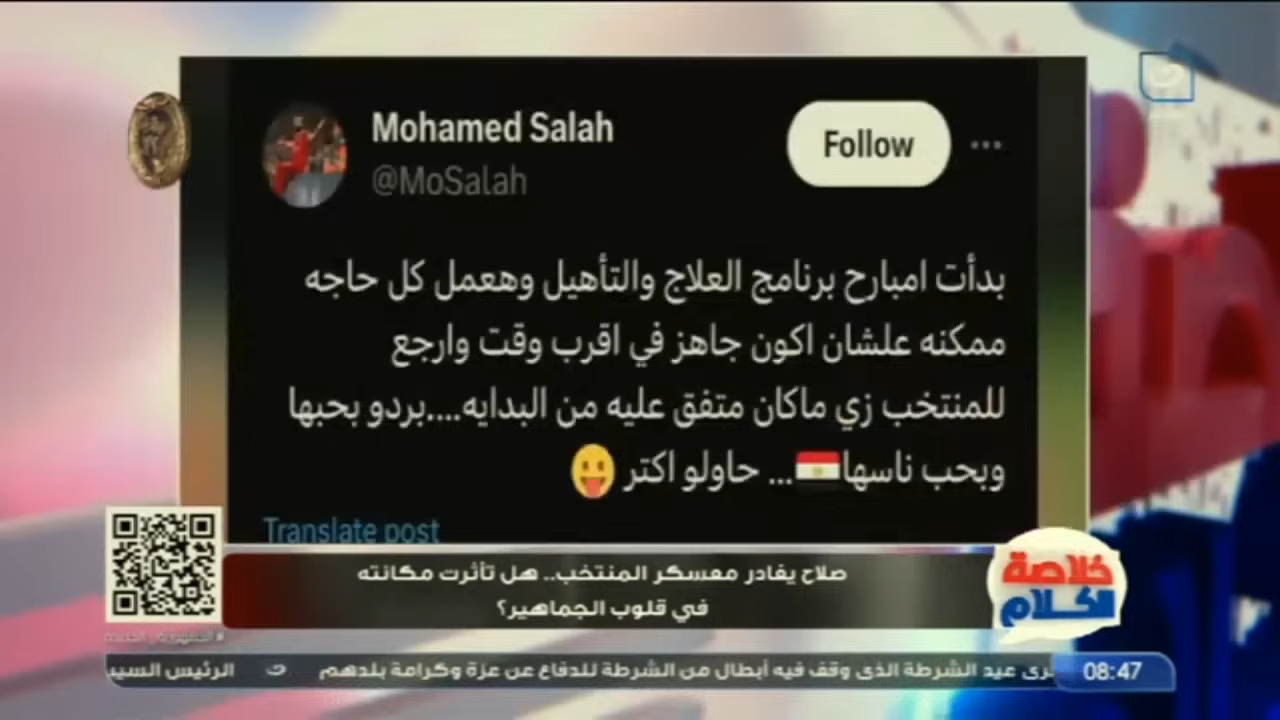 Mohamed Salah
@MoSalah
Follow
بدأت امبارح برنامج العلاج والتأهيل وهعمل كل حاجه
ممكنه علشان اكون جاهز في اقرب وقت وارجع
للمنتخب زي ماكان متفق عليه من البدايه....بردو بحبها
وبحب ناسها🇪🇬... حاولو اكتر 😛
Translate post
صلاح يغادر معسكر المنتخب.. هل تأثرت مكانته
في قلوب الجماهير؟
خلاصة
الكلام
08:47
عيد الشرطة الذى وقف فيه أبطال من الشرطة للدفاع عن عزة وكرامة بلدهم
الرئيس